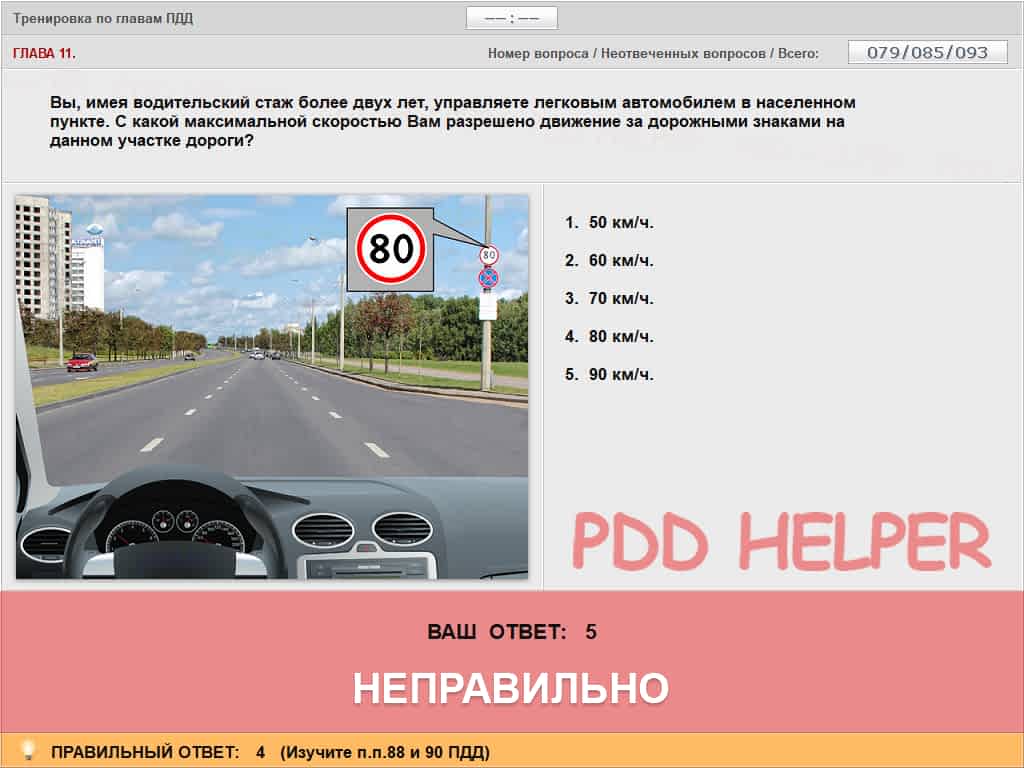 Тренировка по главам ПДД
—— : ——
ГЛАВА 11.
Номер вопроса / Неотвеченных вопросов / Всего:
079/085/093
Вы, имея водительский стаж более двух лет, управляете легковым автомобилем в населенном
пункте. С какой максимальной скоростью Вам разрешено движение за дорожными знаками на
данном участке дороги?
80
80
1. 50 км/ч.
2. 60 км/ч.
3. 70 км/ч.
4. 80 км/ч.
5. 90 км/ч.
PDD HELPER
ВАШ ОТВЕТ: 5
НЕПРАВИЛЬНО
ПРАВИЛЬНЫЙ ОТВЕТ: 4 (Изучите п.п.88 и 90 ПДД)